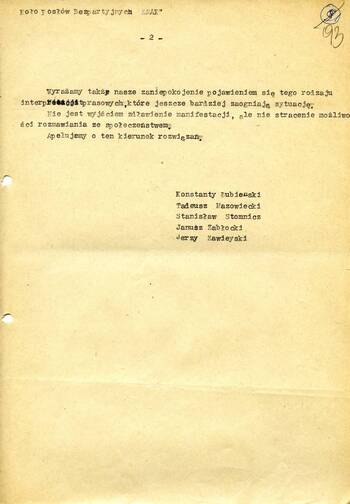 Koło Posłów Bezpartyjnych "ZNAK"
93
- 2 -
Wyrażamy także nasze zaniepokojenie pojawieniem się tego rodzaju
interpretacji prasowych, które jeszcze bardziej zaogniają sytuację.
Nie jest wyjściem zdławienie manifestacji, ale nie stracenie możliwo
ści rozmawiania ze społeczeństwem.
Apelujemy o ten kierunek rozwiązań.
Konstanty Łubieński
Tadeusz Mazowiecki
Stanisław Stomnicz
Janusz Zabłocki
Jerzy Zawieyski